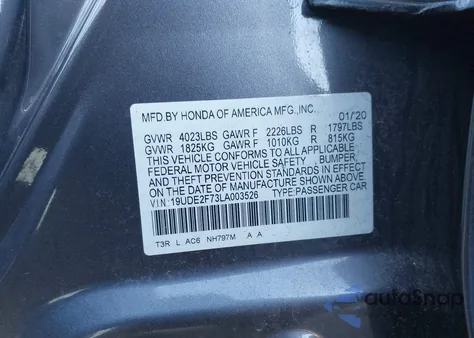 MFD.BY HONDA OF AMERICA MFG.,INC. 01/20
GVWR 4023LBS GAWR F 2226LBS R 1797LBS
GVWR 1825KG GAWR F 1010KG R 815KG
THIS VEHICLE CONFORMS TO ALL APPLICABLE
FEDERAL MOTOR VEHICLE SAFETY, BUMPER,
AND THEFT PREVENTION STANDARDS IN EFFECT
ON THE DATE OF MANUFACTURE SHOWN ABOVE.
V.I.N:19UDE2F73LA003526 TYPE:PASSENGER CAR
T3R L AC6 NH797M A A
autoSnap